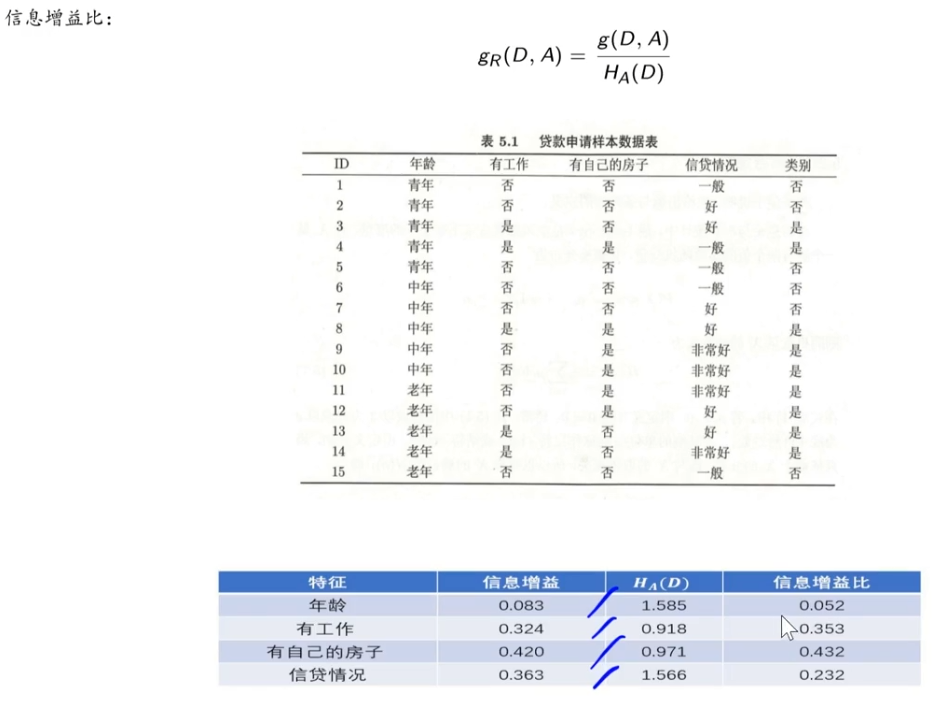 信息增益比：
g_R(D, A) = g(D, A) / H_A(D)
表 5.1 贷款申请样本数据表
ID 年龄 有工作 有自己的房子 信贷情况 类别
1 青年 否 否 一般 否
2 青年 否 否 好 否
3 青年 是 否 好 是
4 青年 是 是 一般 是
5 青年 否 否 一般 否
6 中年 否 否 一般 否
7 中年 否 否 好 否
8 中年 是 是 好 是
9 中年 否 是 非常好 是
10 中年 否 是 非常好 是
11 老年 否 是 非常好 是
12 老年 否 是 好 是
13 老年 是 否 好 是
14 老年 是 否 非常好 是
15 老年 否 否 一般 否
特征 信息增益 H_A(D) 信息增益比
年龄 0.083 1.585 0.052
有工作 0.324 0.918 0.353
有自己的房子 0.420 0.971 0.432
信贷情况 0.363 1.566 0.232